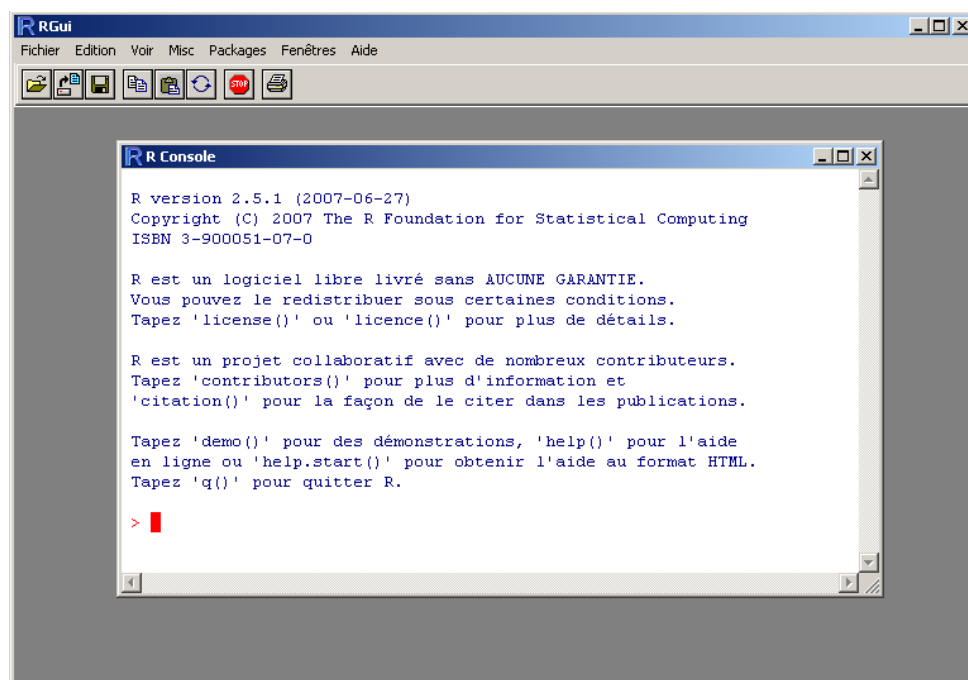 R RGui
Fichier Edition Voir Misc Packages Fenêtres Aide
STOP
R R Console
R version 2.5.1 (2007-06-27)
Copyright (C) 2007 The R Foundation for Statistical Computing
ISBN 3-900051-07-0
R est un logiciel libre livré sans AUCUNE GARANTIE.
Vous pouvez le redistribuer sous certaines conditions.
Tapez 'license()' ou 'licence()' pour plus de détails.
R est un projet collaboratif avec de nombreux contributeurs.
Tapez 'contributors()' pour plus d'information et
'citation()' pour la façon de le citer dans les publications.
Tapez 'demo()' pour des démonstrations, 'help()' pour l'aide
en ligne ou 'help.start()' pour obtenir l'aide au format HTML.
Tapez 'q()' pour quitter R.
>